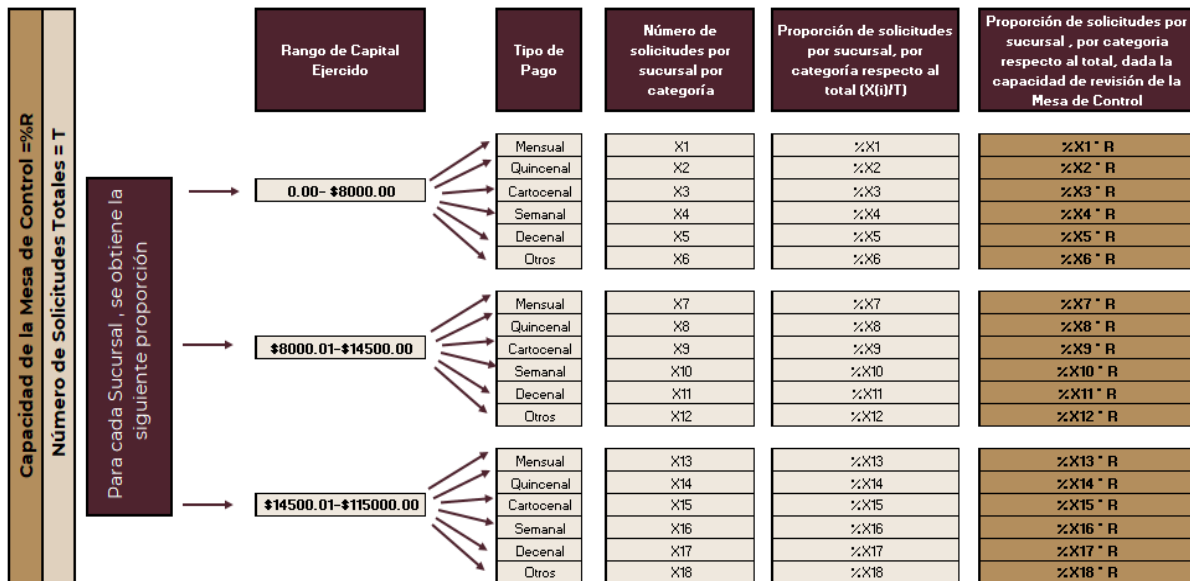 Capacidad de la Mesa de Control =%R
Número de Solicitudes Totales = T
Para cada Sucursal , se obtiene la
siguiente proporción
Rango de Capital
Ejercido
Tipo de
Pago
Número de
solicitudes por
sucursal por
categoría
Proporción de solicitudes
por sucursal, por
categoría respecto al
total (X(i)/T)
Proporción de solicitudes por
sucursal , por categoria
respecto al total, dada la
capacidad de revisión de la
Mesa de Control
0.00- $8000.00
Mensual X1 %X1 %X1 * R
Quincenal X2 %X2 %X2 * R
Cartocenal X3 %X3 %X3 * R
Semanal X4 %X4 %X4 * R
Decenal X5 %X5 %X5 * R
Otros X6 %X6 %X6 * R
$8000.01-$14500.00
Mensual X7 %X7 %X7 * R
Quincenal X8 %X8 %X8 * R
Cartocenal X9 %X9 %X9 * R
Semanal X10 %X10 %X10 * R
Decenal X11 %X11 %X11 * R
Otros X12 %X12 %X12 * R
$14500.01-$115000.00
Mensual X13 %X13 %X13 * R
Quincenal X14 %X14 %X14 * R
Cartocenal X15 %X15 %X15 * R
Semanal X16 %X16 %X16 * R
Decenal X17 %X17 %X17 * R
Otros X18 %X18 %X18 * R